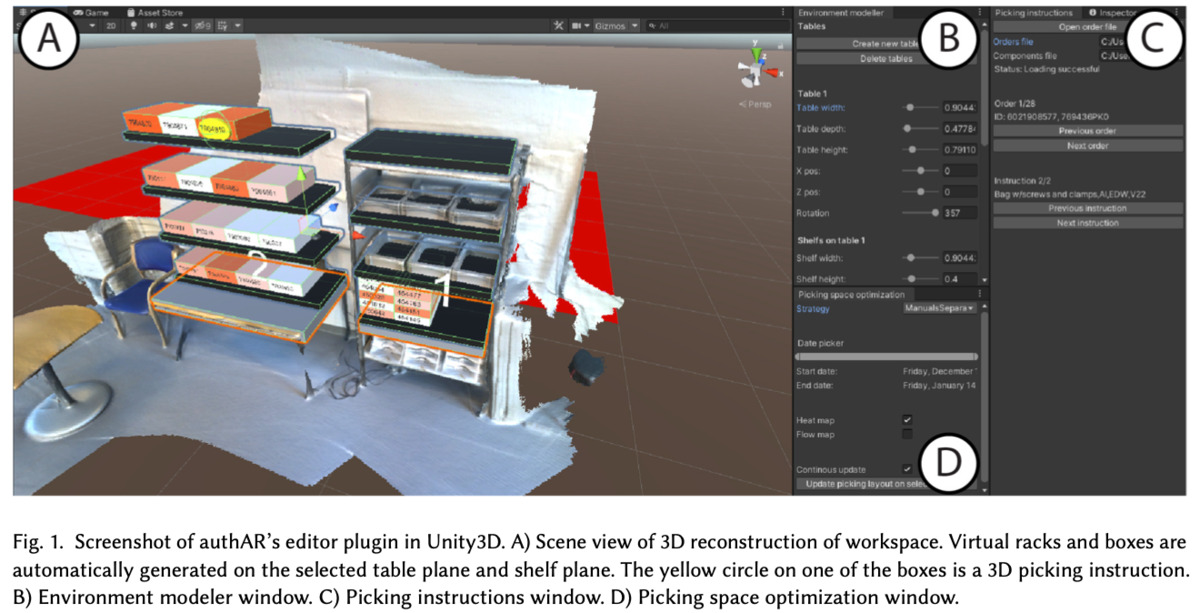 Game
Asset Store
2D
Gizmos
All
A
y
x
Persp
2
1
Environment modeller
Tables
B
Create new table
Delete tables
Table 1
Table width:
0.9044
Table depth:
0.4778
Table height:
0.79110
X pos:
0
Z pos:
0
Rotation
357
Shelfs on table 1
Shelf width:
0.9044
Shelf height:
0.4
Picking space optimization
Strategy
ManualsSepara
Date picker
Start date:
Friday, December
End date:
Friday, January 14
Heat map
Flow map
D
Continous update
Update picking layout on sele
Picking instructions
Inspector
C
Open order file
Orders file
C:/Us
Components file
C:/Use
Status: Loading successful
Order 1/28
ID: 6021908577, 769436PK0
Previous order
Next order
Instruction 2/2
Bag w/screws and clamps,Al,EDW,V22
Previous instruction
Next instruction
Fig. 1. Screenshot of authAR's editor plugin in Unity3D. A) Scene view of 3D reconstruction of workspace. Virtual racks and boxes are
automatically generated on the selected table plane and shelf plane. The yellow circle on one of the boxes is a 3D picking instruction.
B) Environment modeler window. C) Picking instructions window. D) Picking space optimization window.